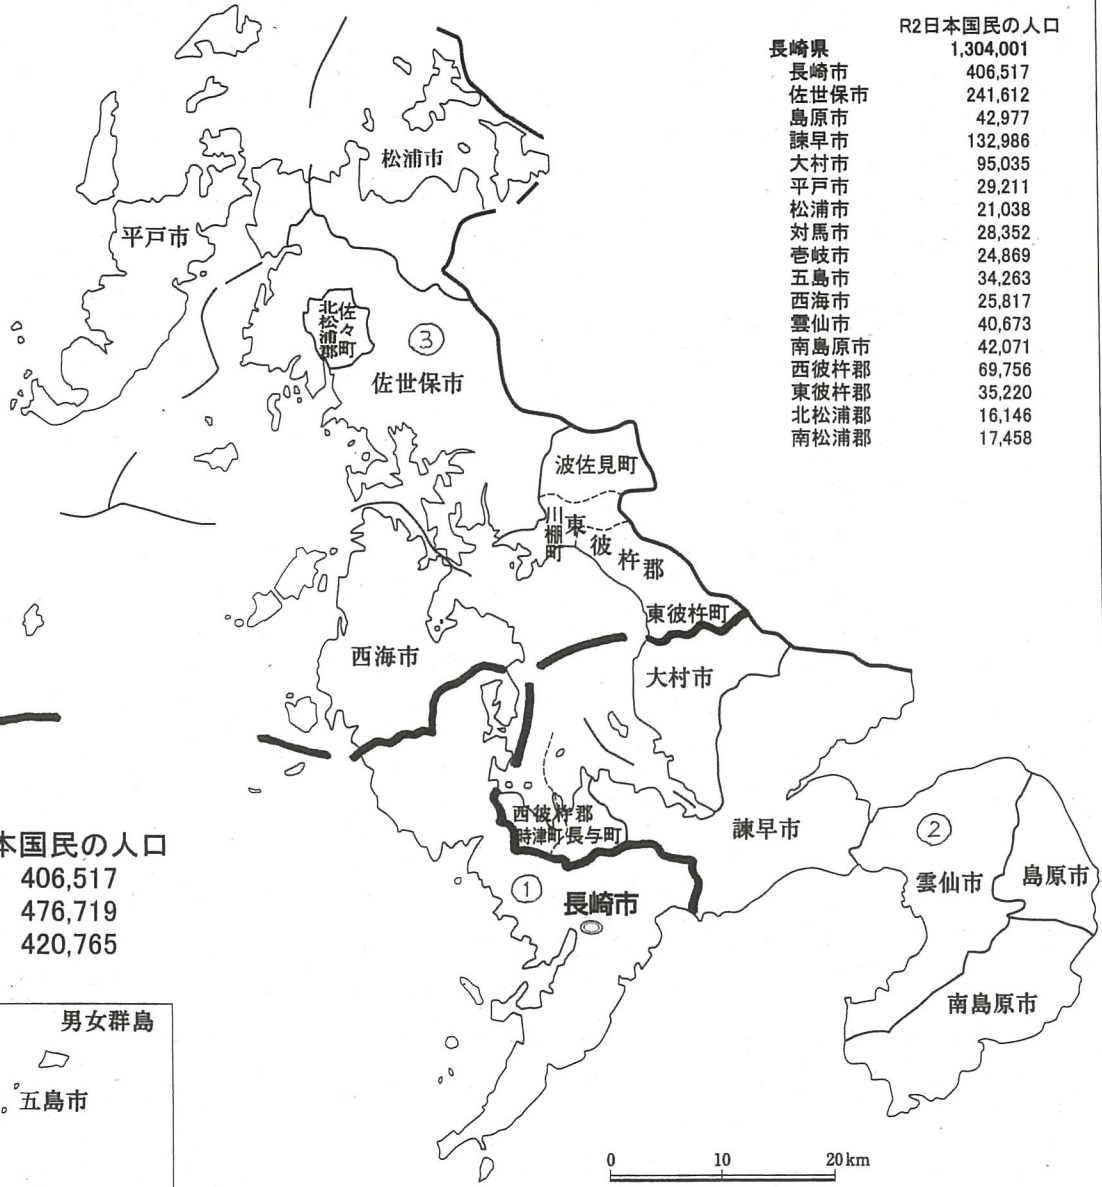 R2日本国民の人口
長崎県 1,304,001
長崎市 406,517
佐世保市 241,612
島原市 42,977
諫早市 132,986
大村市 95,035
平戸市 29,211
松浦市 21,038
対馬市 28,352
壱岐市 24,869
五島市 34,263
西海市 25,817
雲仙市 40,673
南島原市 42,071
西彼杵郡 69,756
東彼杵郡 35,220
北松浦郡 16,146
南松浦郡 17,458
松浦市
平戸市
佐々町
北松浦郡
③
佐世保市
波佐見町
川棚町
東彼杵郡
東彼杵町
西海市
大村市
西彼杵郡
時津町
長与町
諫早市
②
雲仙市
島原市
①
長崎市
南島原市
本国民の人口
406,517
476,719
420,765
男女群島
五島市
0 10 20km